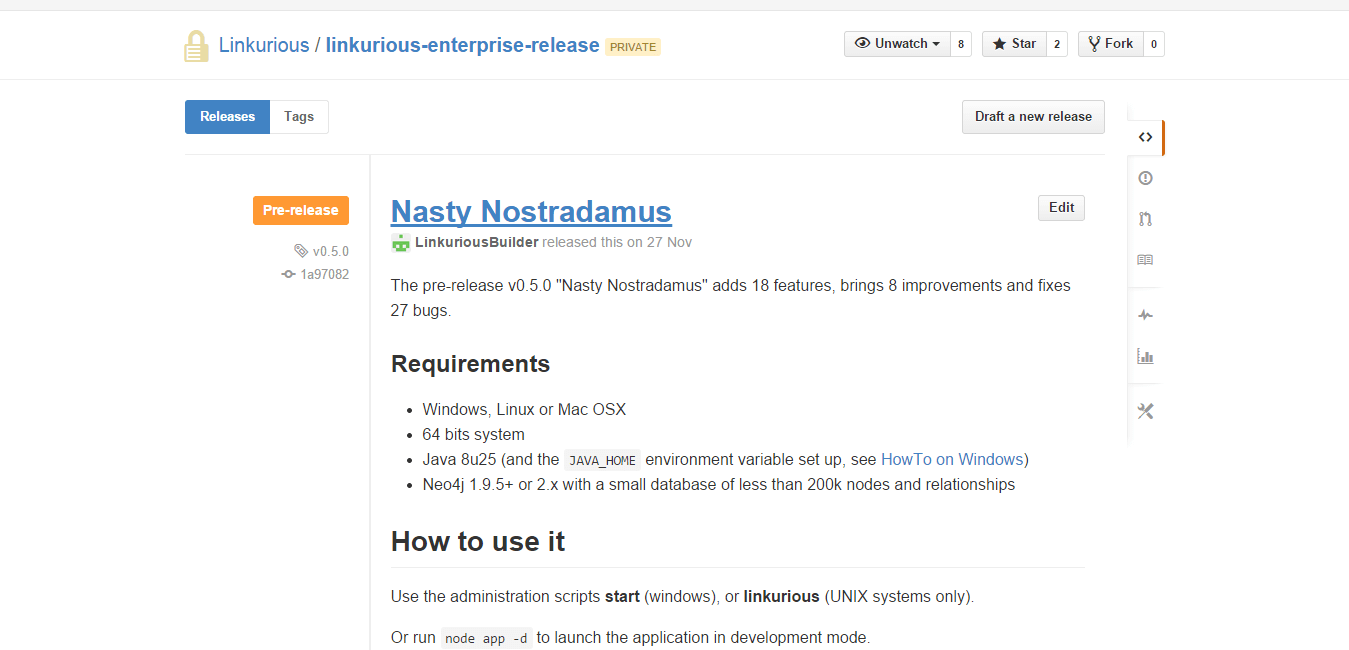 Linkurious / linkurious-enterprise-release PRIVATE
Unwatch 8 Star 2 Fork 0
Releases Tags
Draft a new release
Pre-release
v0.5.0
1a97082
Nasty Nostradamus
Edit
LinkuriousBuilder released this on 27 Nov
The pre-release v0.5.0 "Nasty Nostradamus" adds 18 features, brings 8 improvements and fixes
27 bugs.
Requirements
• Windows, Linux or Mac OSX
• 64 bits system
• Java 8u25 (and the JAVA_HOME environment variable set up, see HowTo on Windows)
• Neo4j 1.9.5+ or 2.x with a small database of less than 200k nodes and relationships
How to use it
Use the administration scripts start (windows), or linkurious (UNIX systems only).
Or run node app -d to launch the application in development mode.